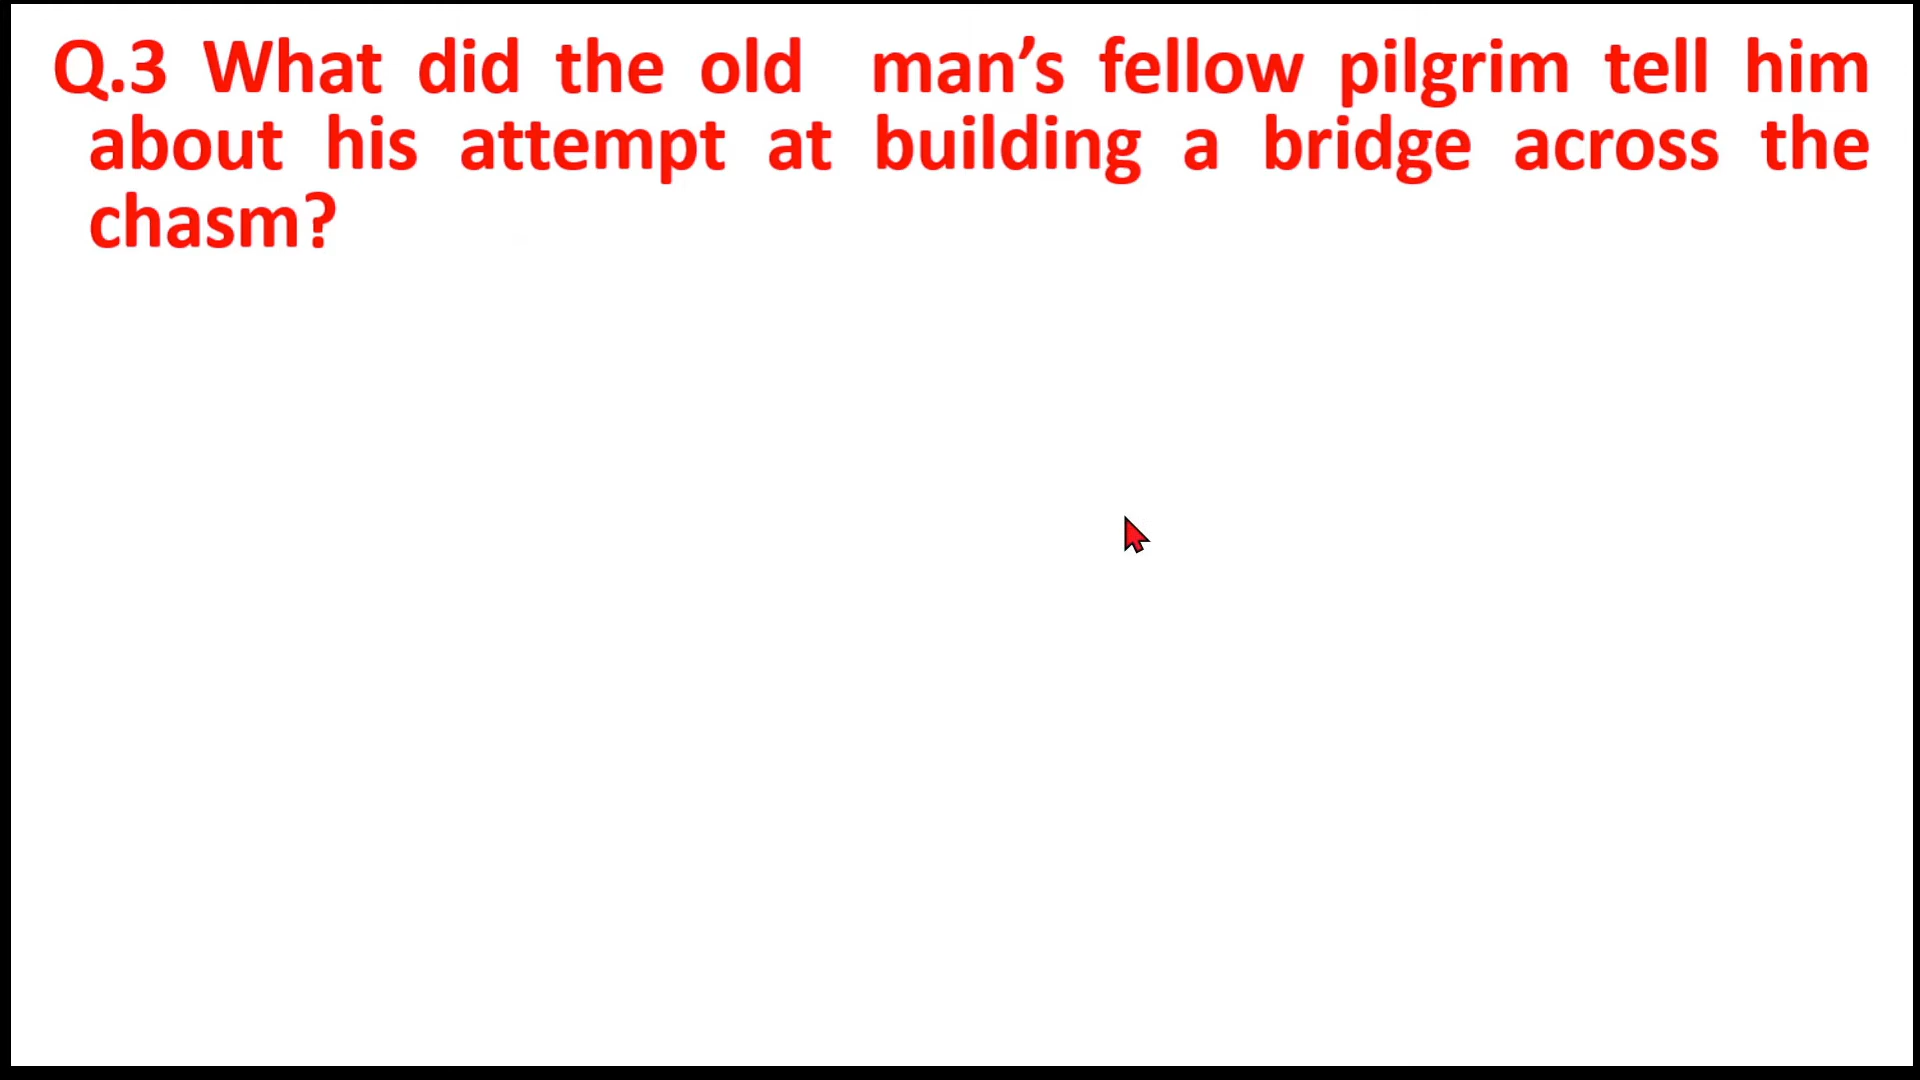 Q.3 What did the old man’s fellow pilgrim tell him
about his attempt at building a bridge across the
chasm?